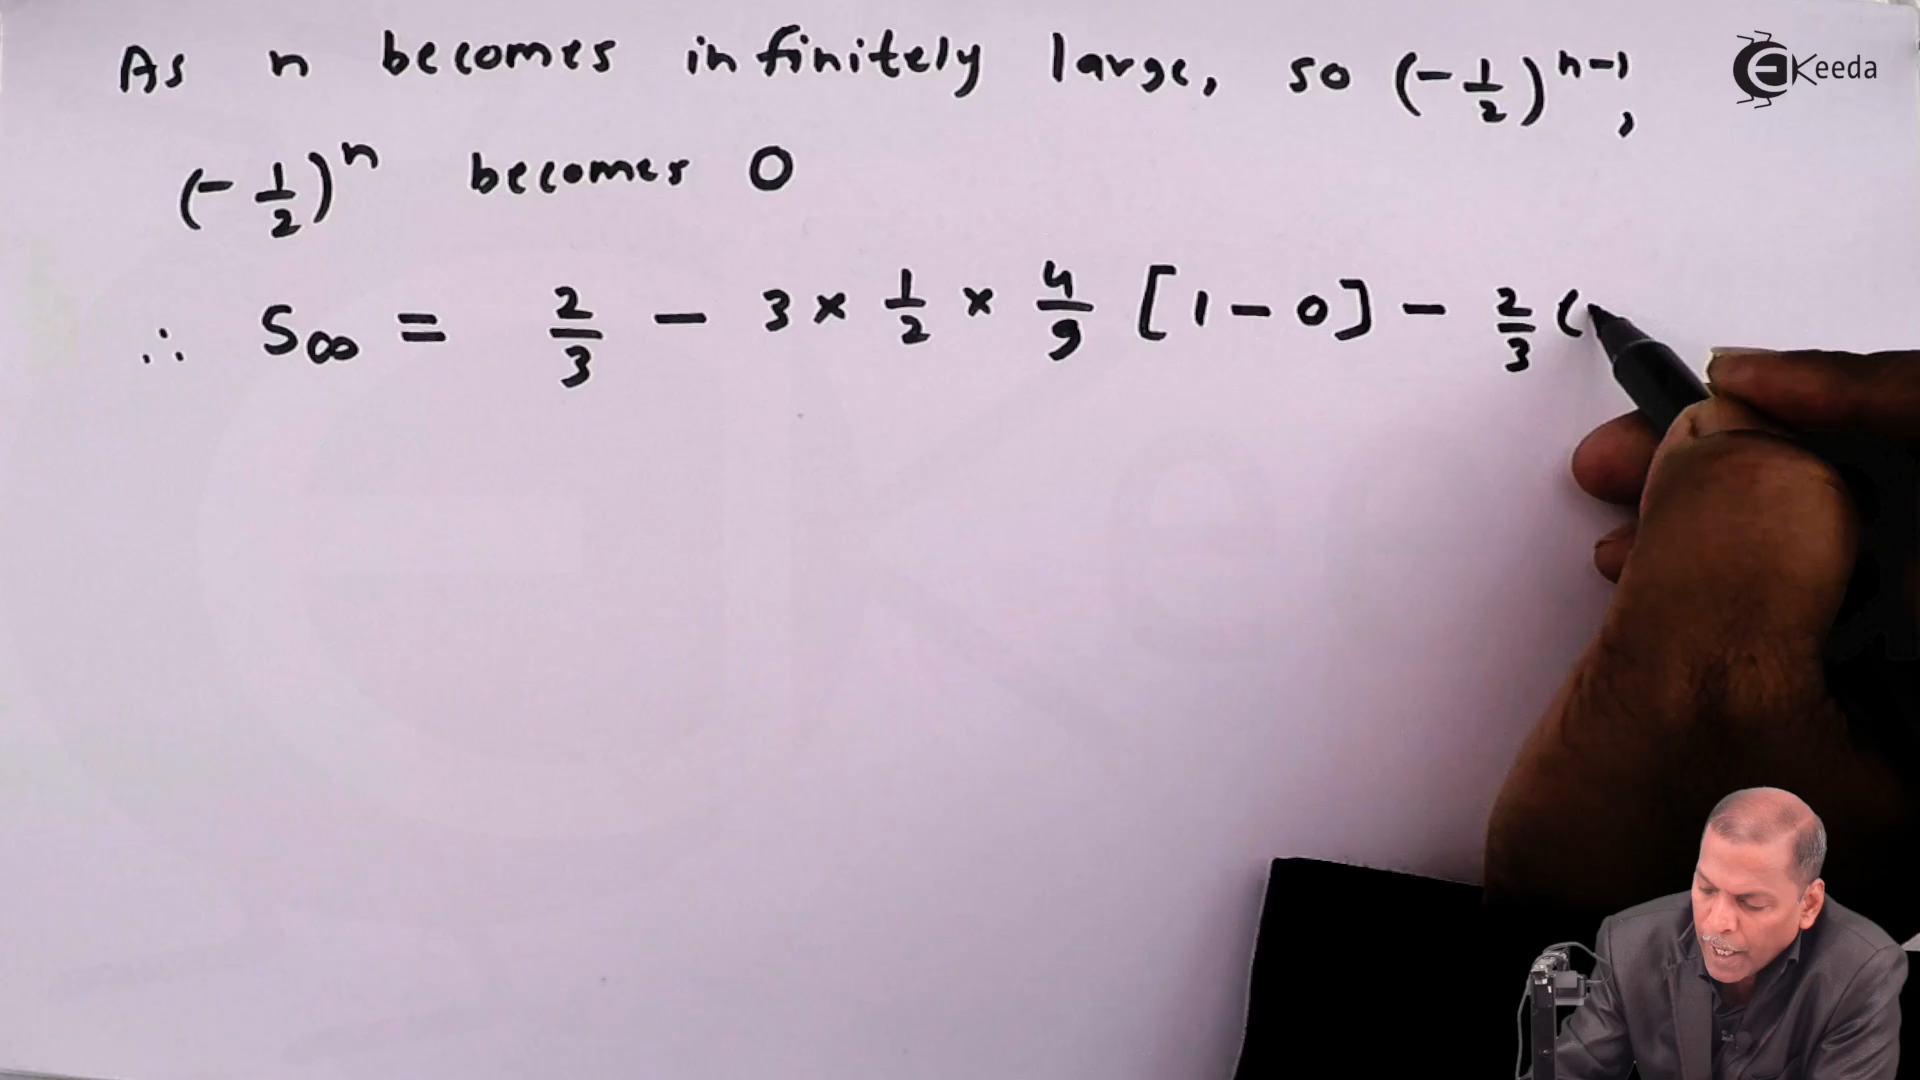 As n becomes infinitely large, so (-1/2)^(n-1),
(-1/2)^n becomes 0
∴ S∞ = 2/3 - 3 × 1/2 × 4/9 [1 - 0] - 2/3 (
EKeeda